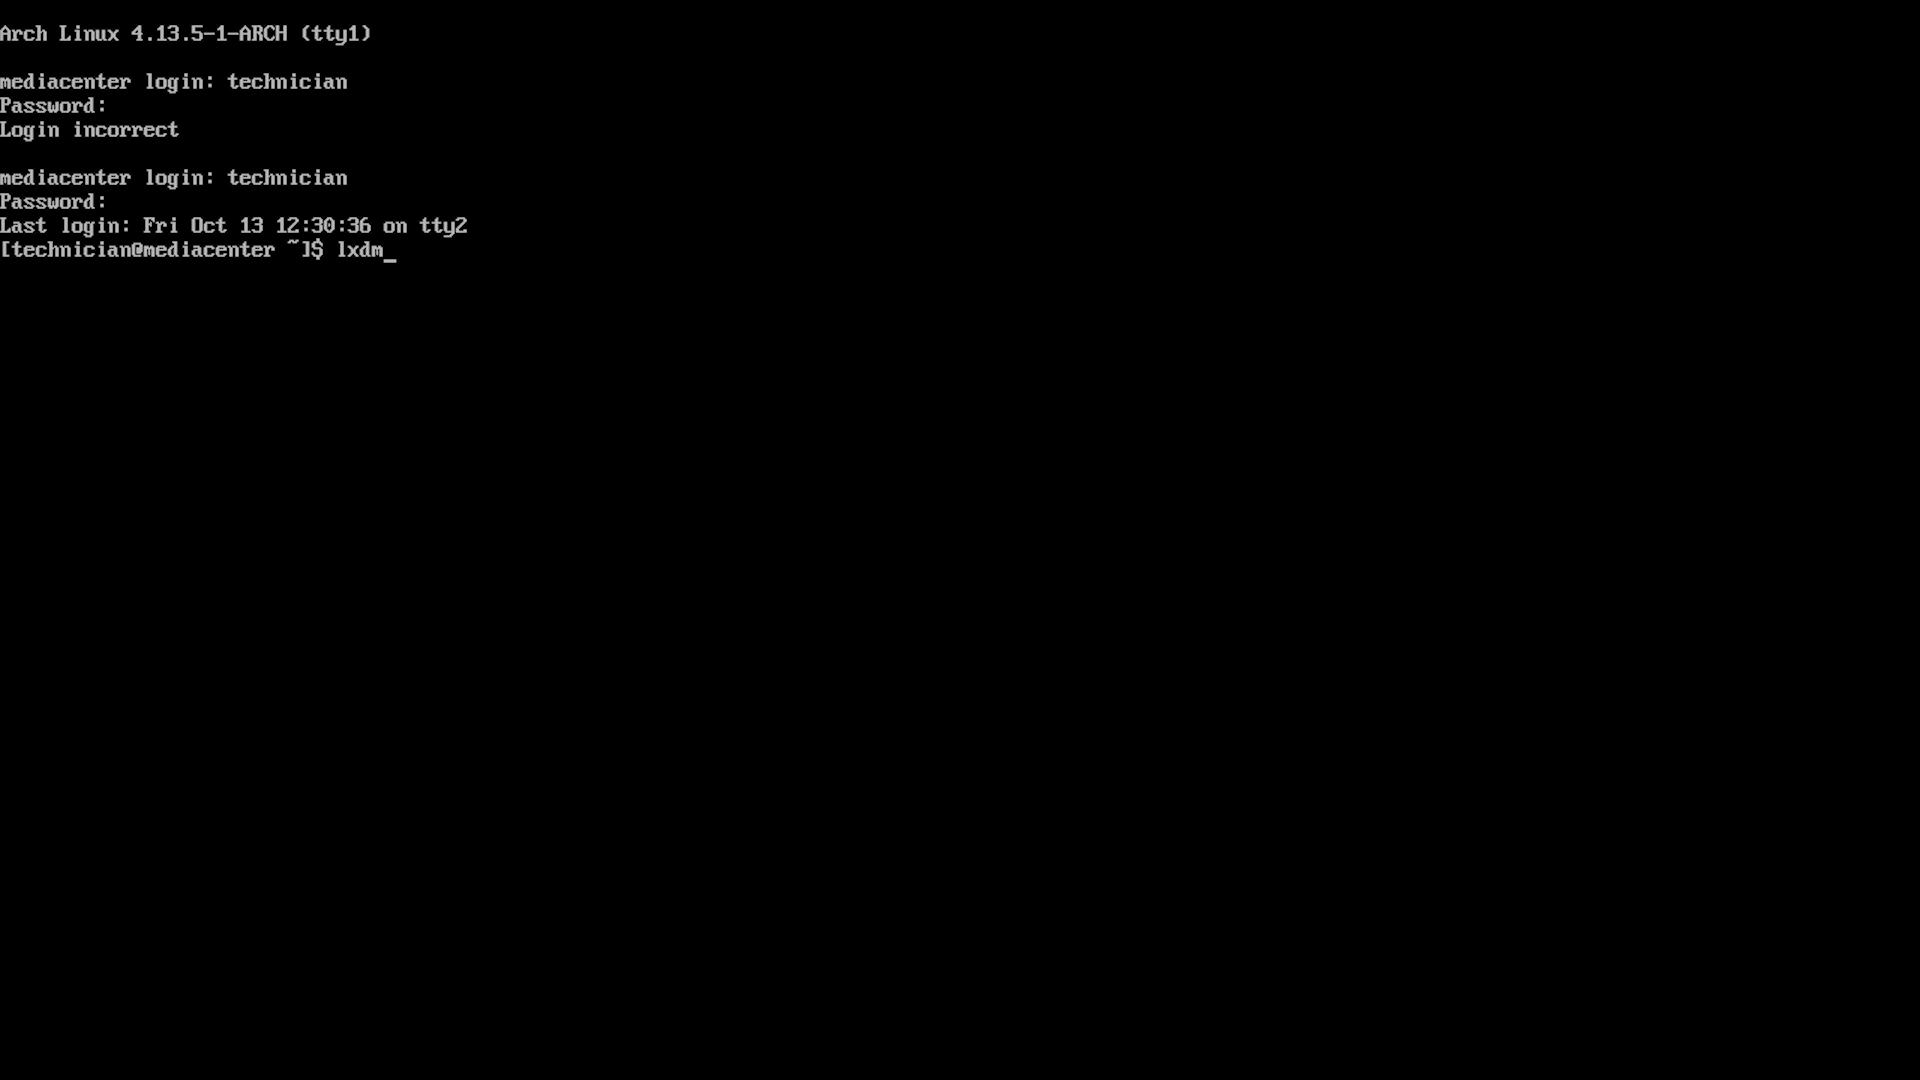 Arch Linux 4.13.5-1-ARCH (tty1)
mediacenter login: technician
Password:
Login incorrect
mediacenter login: technician
Password:
Last login: Fri Oct 13 12:30:36 on tty2
[technician@mediacenter ~]$ lxdm_